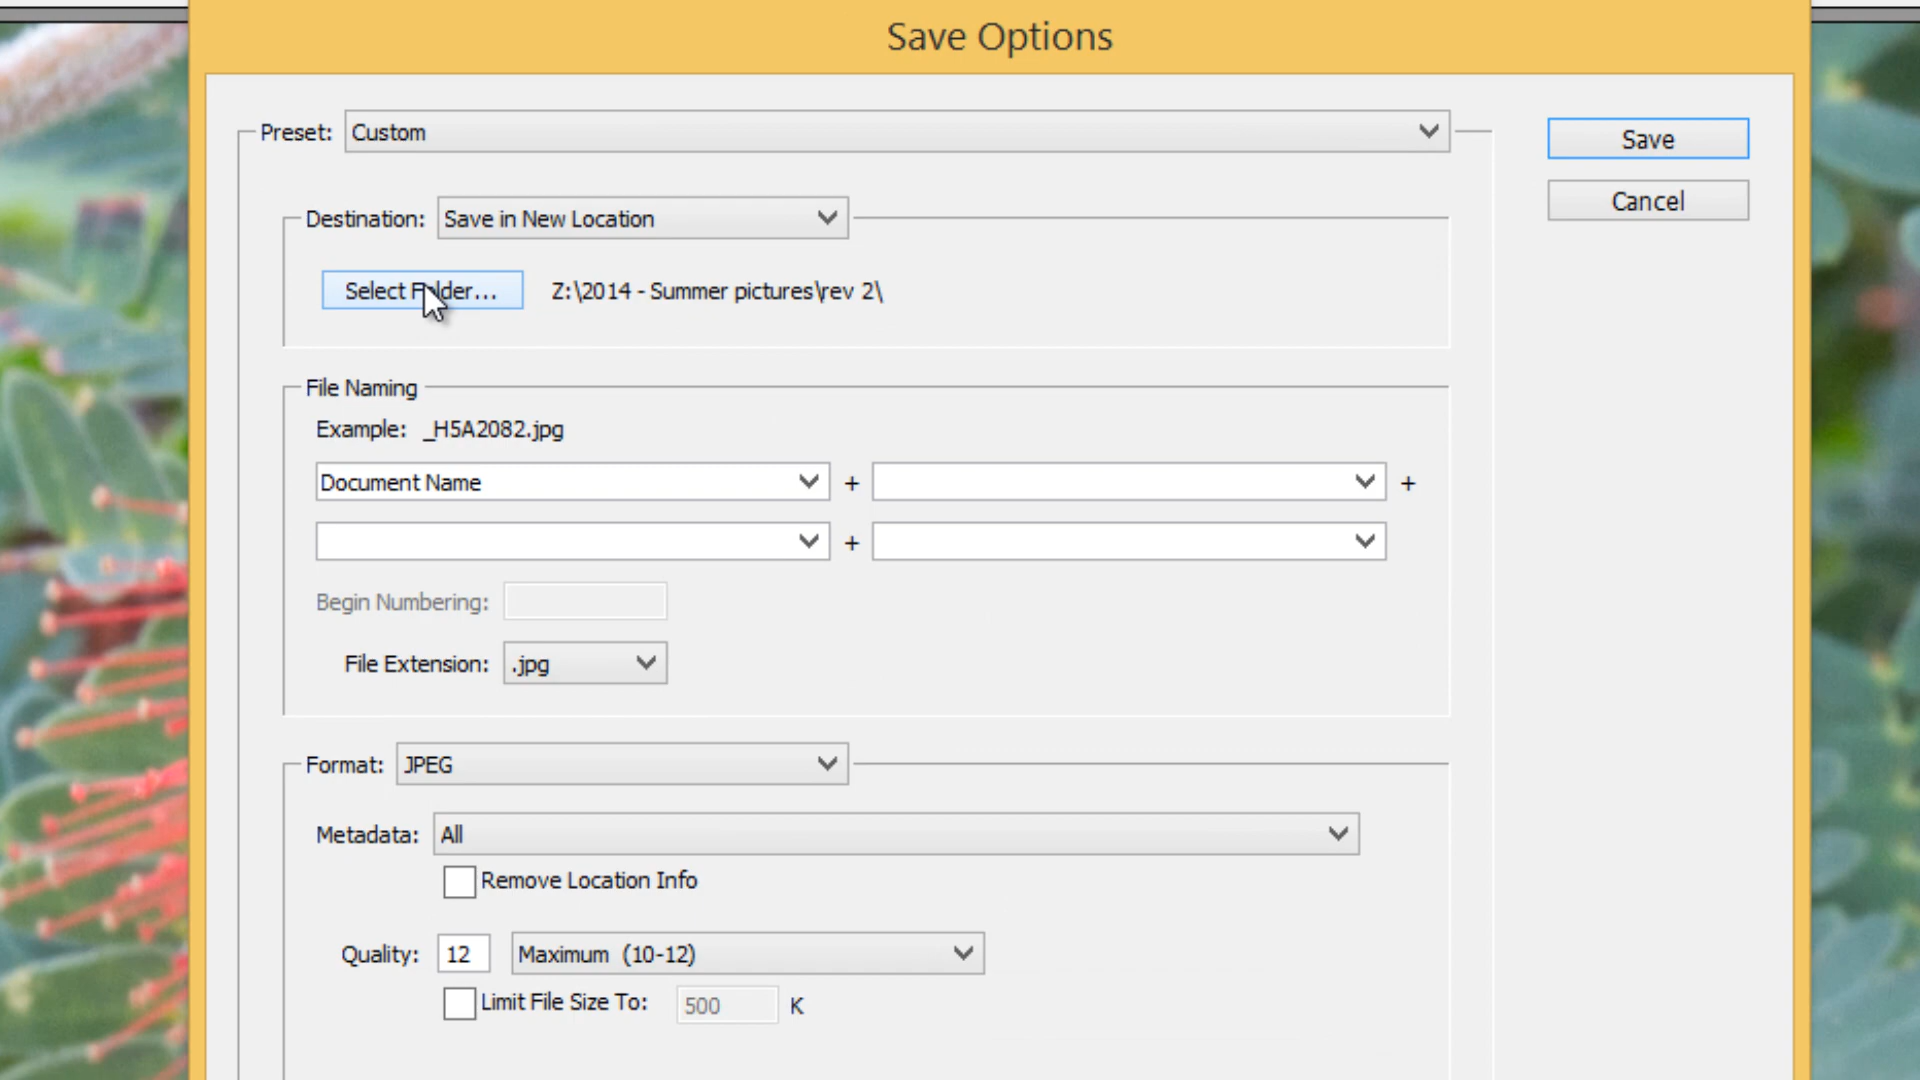 Save Options
Preset: Custom
Save
Destination: Save in New Location
Cancel
Select Folder... Z:\2014 - Summer pictures\rev 2\
File Naming
Example: _H5A2082.jpg
Document Name + +
+
Begin Numbering:
File Extension: .jpg
Format: JPEG
Metadata: All
Remove Location Info
Quality: 12 Maximum (10-12)
Limit File Size To: 500 K